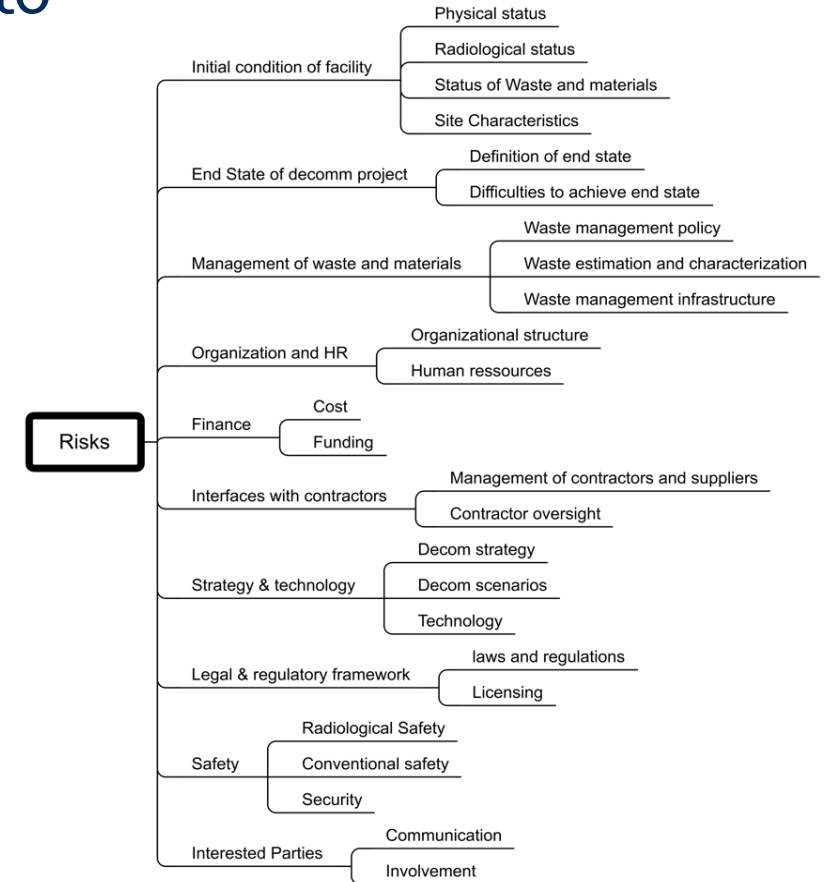 to
Risks
Initial condition of facility
Physical status
Radiological status
Status of Waste and materials
Site Characteristics
End State of decomm project
Definition of end state
Difficulties to achieve end state
Management of waste and materials
Waste management policy
Waste estimation and characterization
Waste management infrastructure
Organization and HR
Organizational structure
Human ressources
Finance
Cost
Funding
Interfaces with contractors
Management of contractors and suppliers
Contractor oversight
Strategy & technology
Decom strategy
Decom scenarios
Technology
Legal & regulatory framework
laws and regulations
Licensing
Safety
Radiological Safety
Conventional safety
Security
Interested Parties
Communication
Involvement